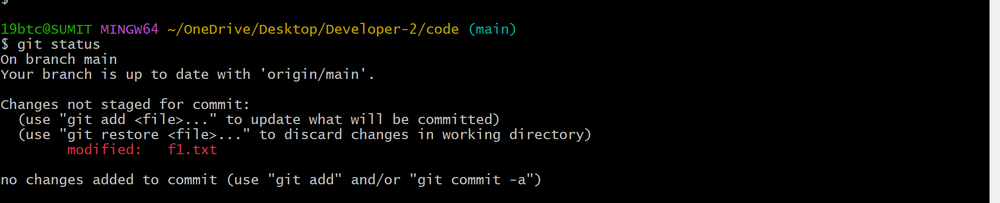 $
19btc@SUMIT MINGW64 ~/OneDrive/Desktop/Developer-2/code (main)
$ git status
On branch main
Your branch is up to date with 'origin/main'.
Changes not staged for commit:
  (use "git add <file>..." to update what will be committed)
  (use "git restore <file>..." to discard changes in working directory)
        modified:   f1.txt
no changes added to commit (use "git add" and/or "git commit -a")